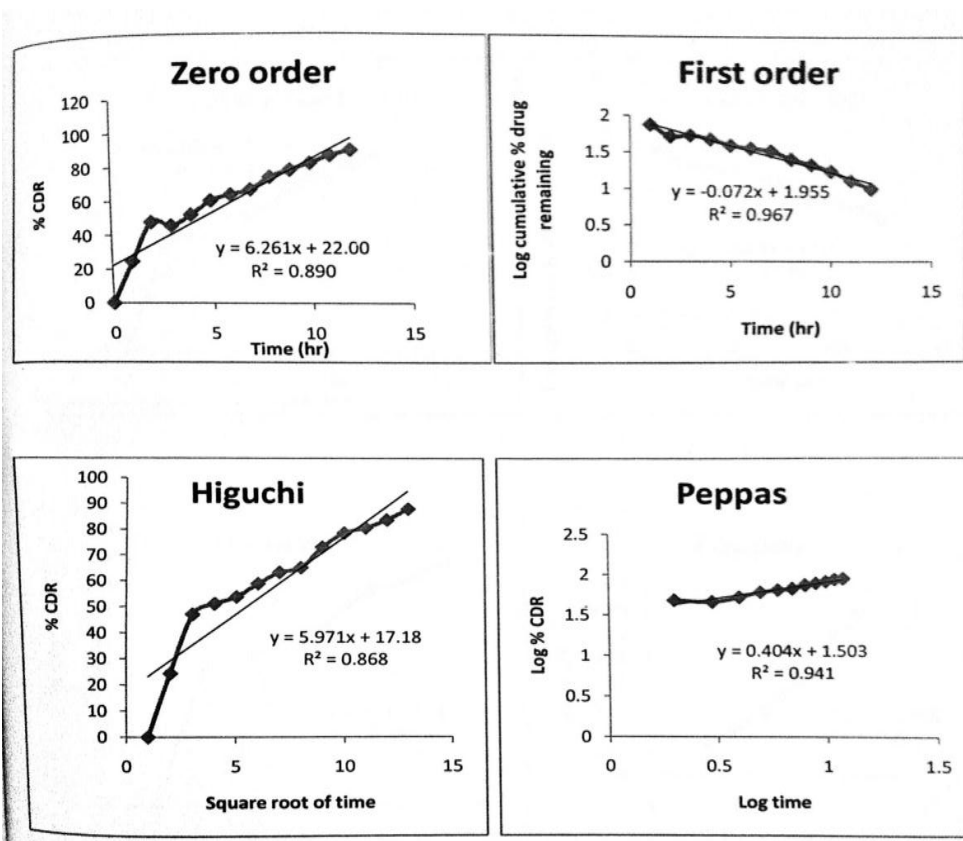 Zero order
% CDR
120
100
80
60
40
20
0
y = 6.261x + 22.00
R² = 0.890
0 5 10 15
Time (hr)
First order
Log cumulative % drug
remaining
2
1.5
1
0.5
0
y = -0.072x + 1.955
R² = 0.967
0 5 10 15
Time (hr)
Higuchi
% CDR
100
90
80
70
60
50
40
30
20
10
0
y = 5.971x + 17.18
R² = 0.868
0 5 10 15
Square root of time
Peppas
Log % CDR
2.5
2
1.5
1
0.5
0
y = 0.404x + 1.503
R² = 0.941
0 0.5 1 1.5
Log time